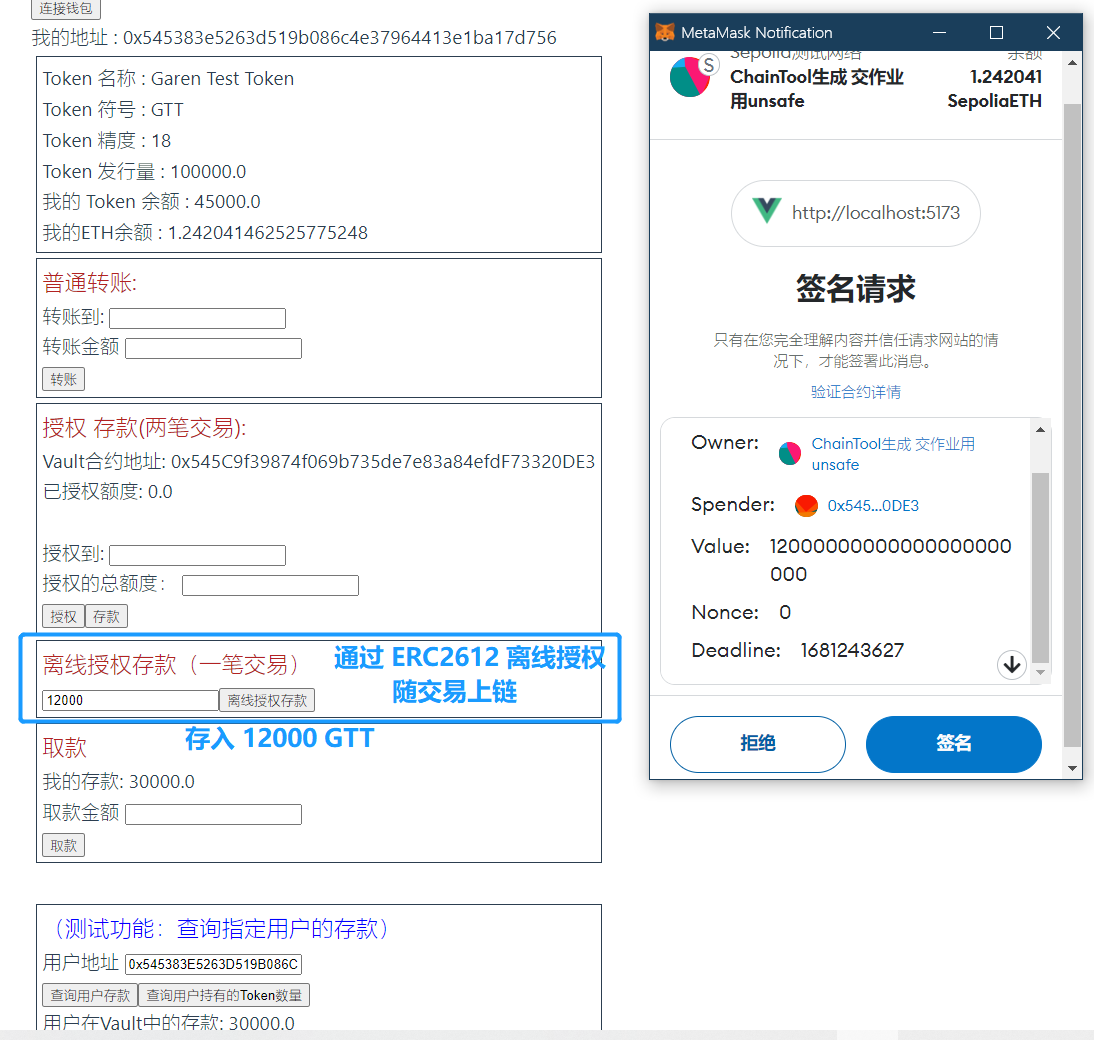 连接钱包
我的地址 : 0x545383e5263d519b086c4e37964413e1ba17d756
Token 名称 : Garen Test Token
Token 符号 : GTT
Token 精度 : 18
Token 发行量 : 100000.0
我的 Token 余额 : 45000.0
我的ETH余额 : 1.242041462525775248
普通转账:
转账到:
转账金额
转账
授权 存款(两笔交易):
Vault合约地址: 0x545C9f39874f069b735de7e83a84efdF73320DE3
已授权额度: 0.0
授权到:
授权的总额度：
授权 存款
离线授权存款（一笔交易）
通过 ERC2612 离线授权
随交易上链
12000 离线授权存款
存入 12000 GTT
取款
我的存款: 30000.0
取款金额
取款
（测试功能：查询指定用户的存款）
用户地址 0x545383E5263D519B086C
查询用户存款 查询用户持有的Token数量
用户在Vault中的存款: 30000.0
MetaMask Notification
Sepolia测试网络 余额
S
ChainTool生成 交作业 1.242041
用unsafe SepoliaETH
http://localhost:5173
签名请求
只有在您完全理解内容并信任请求网站的情
况下，才能签署此消息。
验证合约详情
Owner: ChainTool生成 交作业用
unsafe
Spender: 0x545...0DE3
Value: 12000000000000000000
000
Nonce: 0
Deadline: 1681243627
拒绝 签名